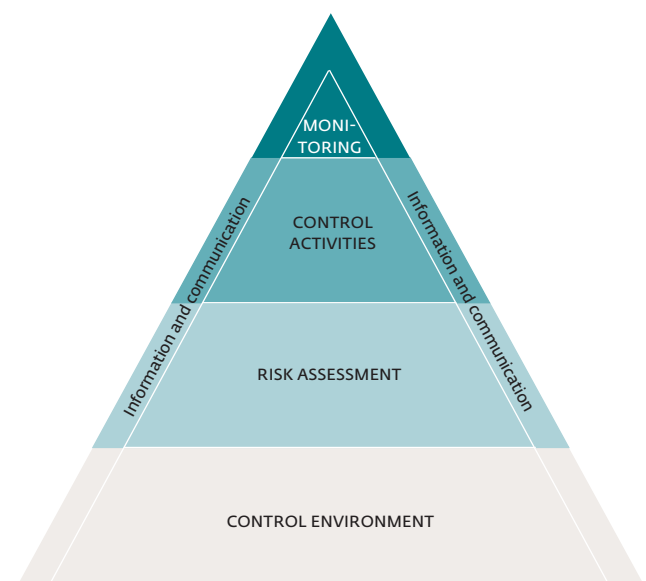 MONI-
TORING
CONTROL
ACTIVITIES
Information and communication
Information and communication
RISK ASSESSMENT
CONTROL ENVIRONMENT